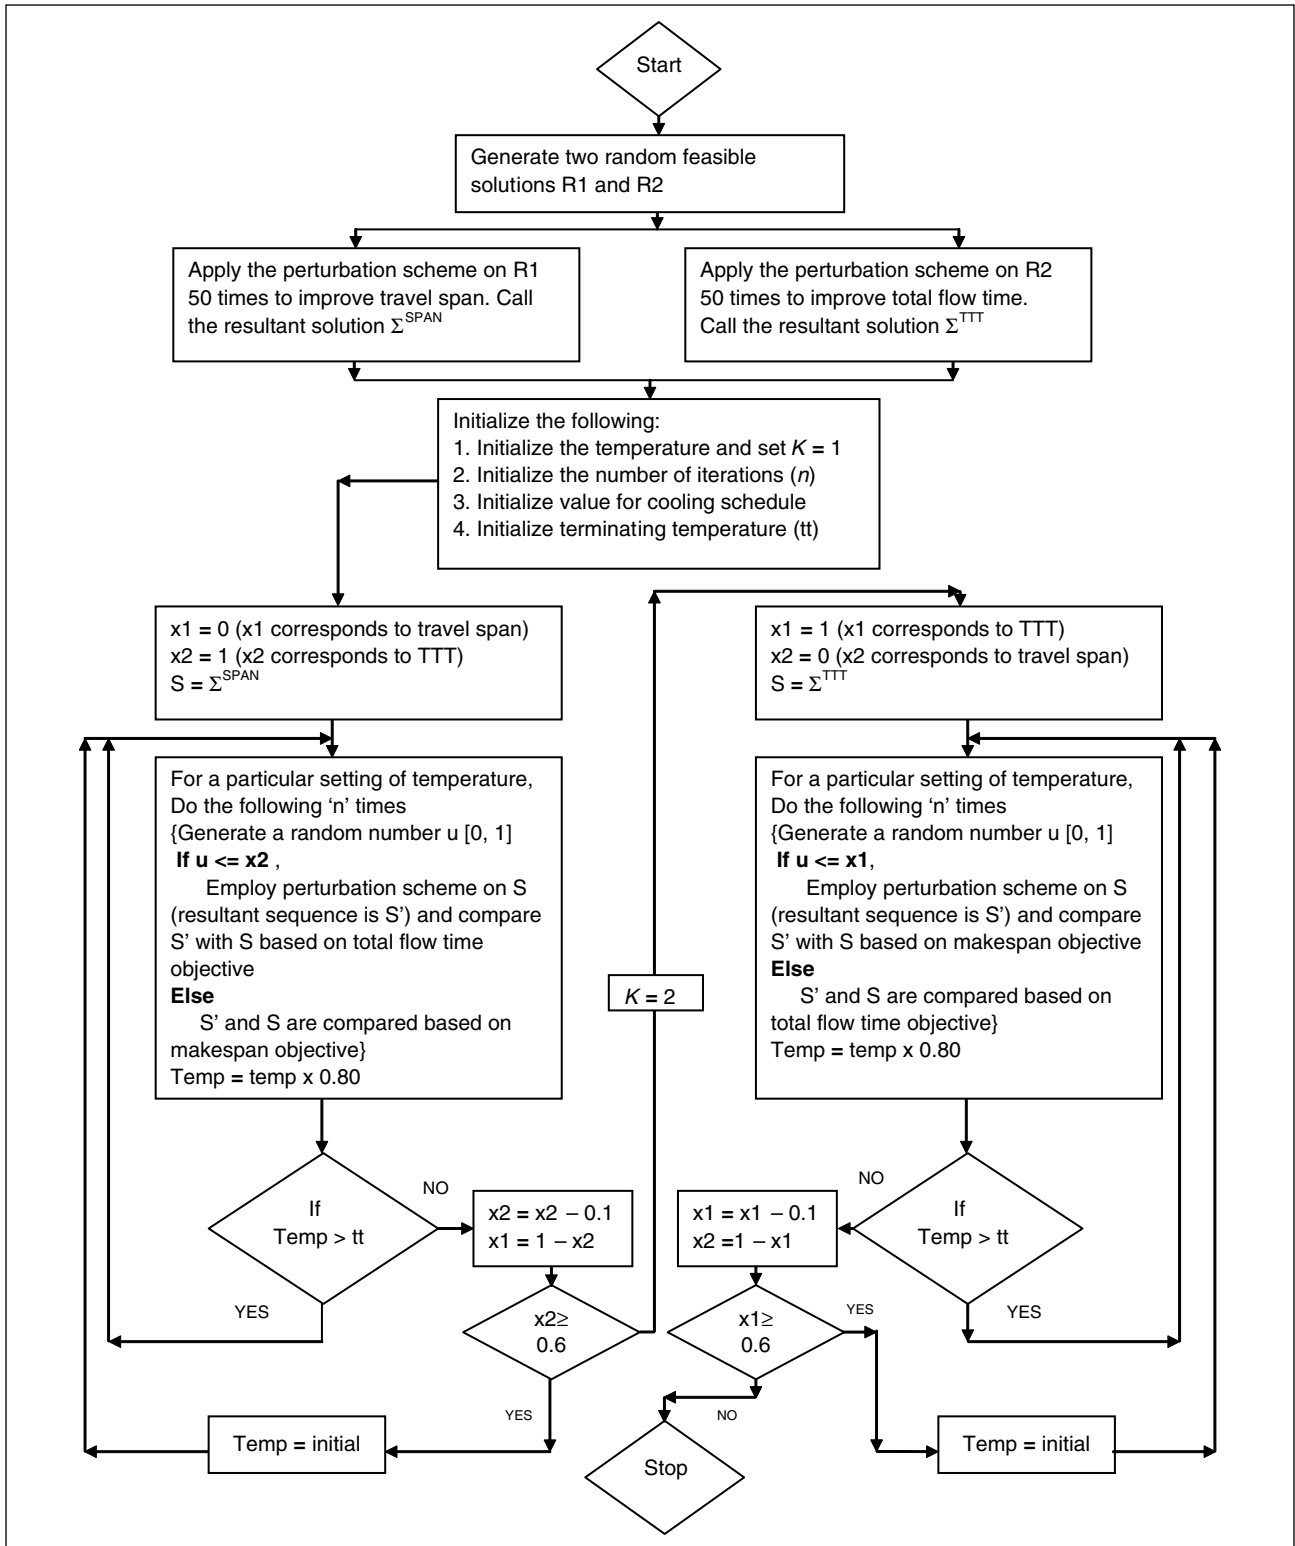 Start
Generate two random feasible
solutions R1 and R2
Apply the perturbation scheme on R1
50 times to improve travel span. Call
the resultant solution Σ^SPAN
Apply the perturbation scheme on R2
50 times to improve total flow time.
Call the resultant solution Σ^TTT
Initialize the following:
1. Initialize the temperature and set K = 1
2. Initialize the number of iterations (n)
3. Initialize value for cooling schedule
4. Initialize terminating temperature (tt)
x1 = 0 (x1 corresponds to travel span)
x2 = 1 (x2 corresponds to TTT)
S = Σ^SPAN
x1 = 1 (x1 corresponds to TTT)
x2 = 0 (x2 corresponds to travel span)
S = Σ^TTT
For a particular setting of temperature,
Do the following ‘n’ times
{Generate a random number u [0, 1]
If u <= x2 ,
Employ perturbation scheme on S
(resultant sequence is S’) and compare
S’ with S based on total flow time
objective
Else
S’ and S are compared based on
makespan objective}
Temp = temp x 0.80
K = 2
For a particular setting of temperature,
Do the following ‘n’ times
{Generate a random number u [0, 1]
If u <= x1,
Employ perturbation scheme on S
(resultant sequence is S’) and compare
S’ with S based on makespan objective
Else
S’ and S are compared based on
total flow time objective}
Temp = temp x 0.80
If
Temp > tt
NO
YES
x2 = x2 – 0.1
x1 = 1 – x2
x2≥
0.6
YES
Temp = initial
x1 = x1 – 0.1
x2 =1 – x1
NO
If
Temp > tt
YES
x1≥
0.6
YES
NO
Stop
Temp = initial